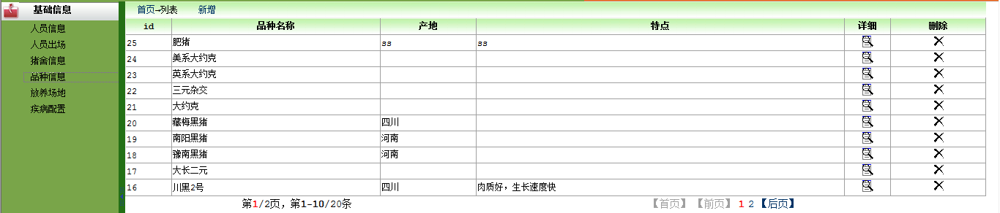 基础信息
人员信息
人员出场
猪舍信息
品种信息
放养场地
疾病配置
首页→列表 新增
id 品种名称 产地 特点 详细 删除
25 肥猪 ss ss
24 美系大约克
23 英系大约克
22 三元杂交
21 大约克
20 藏梅黑猪 四川
19 南阳黑猪 河南
18 豫南黑猪 河南
17 大长二元
16 川黑2号 四川 肉质好，生长速度快
第1/2页，第1-10/20条 【首页】 【前页】 1 2 【后页】